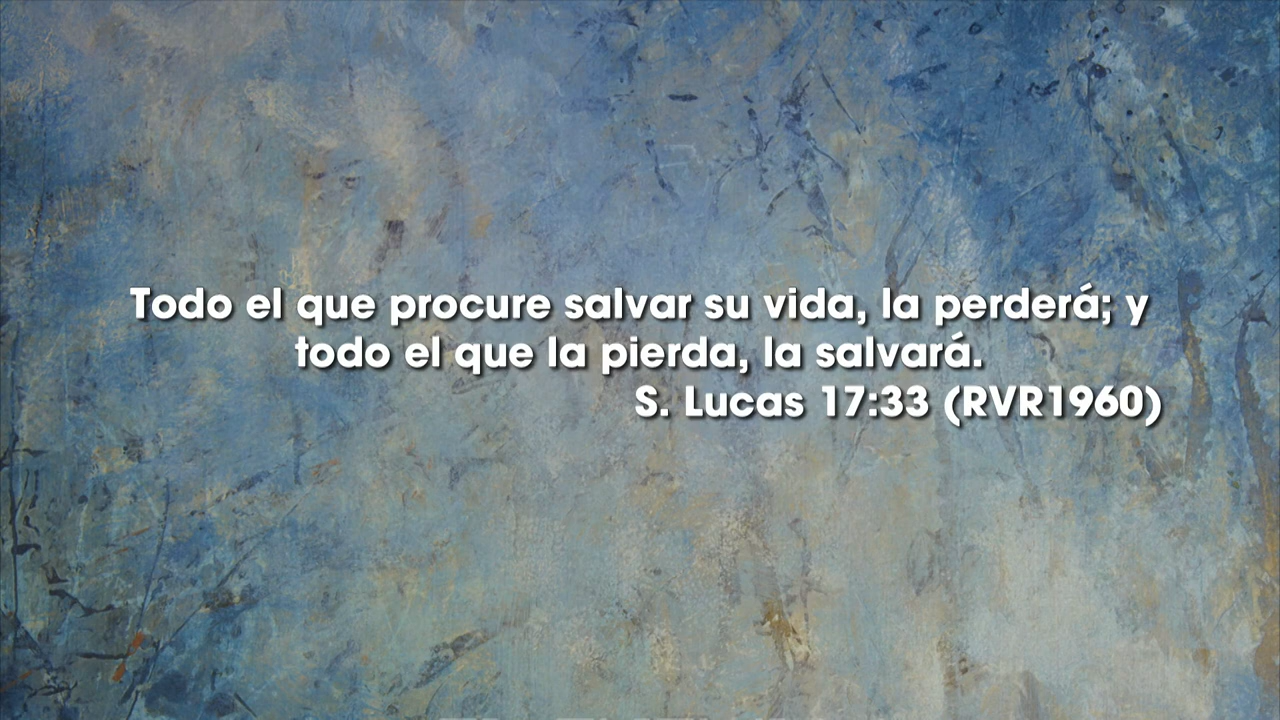 Todo el que procure salvar su vida, la perderá; y
todo el que la pierda, la salvará.
S. Lucas 17:33 (RVR1960)